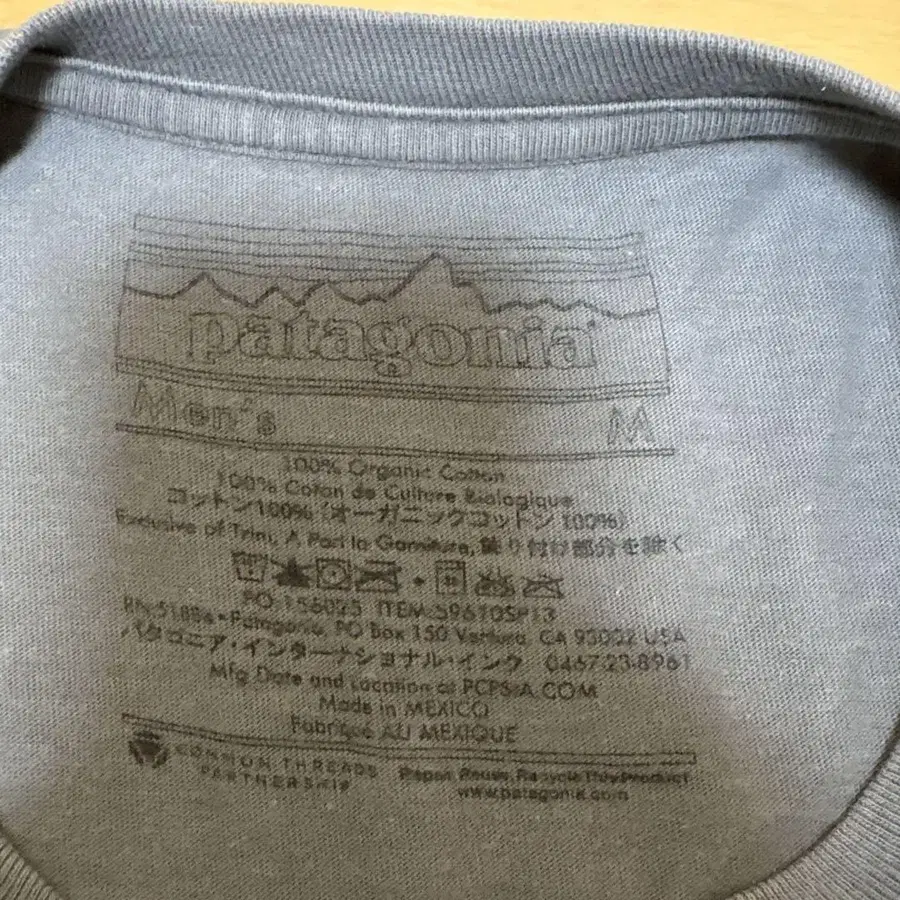 patagonia
Men's M
100% Organic Cotton
100% Coton de Culture Biologique
コットン100% (オーガニックコットン 100%)
Exclusive of Trim, A Part la Garniture, 飾り付け部分を除く
PO 156025 ITEM:59610SP13
RN 51884 • Patagonia, PO Box 150 Ventura, CA 93002 USA
パタゴニア・インターナショナル・インク 0467-23-8961
Mfg Date and Location at PCPSIA.COM
Made in MEXICO
Fabriqué AU MEXIQUE
COMMON THREADS
PARTNERSHIP
Repair, Reuse, Recycle This Product
www.patagonia.com